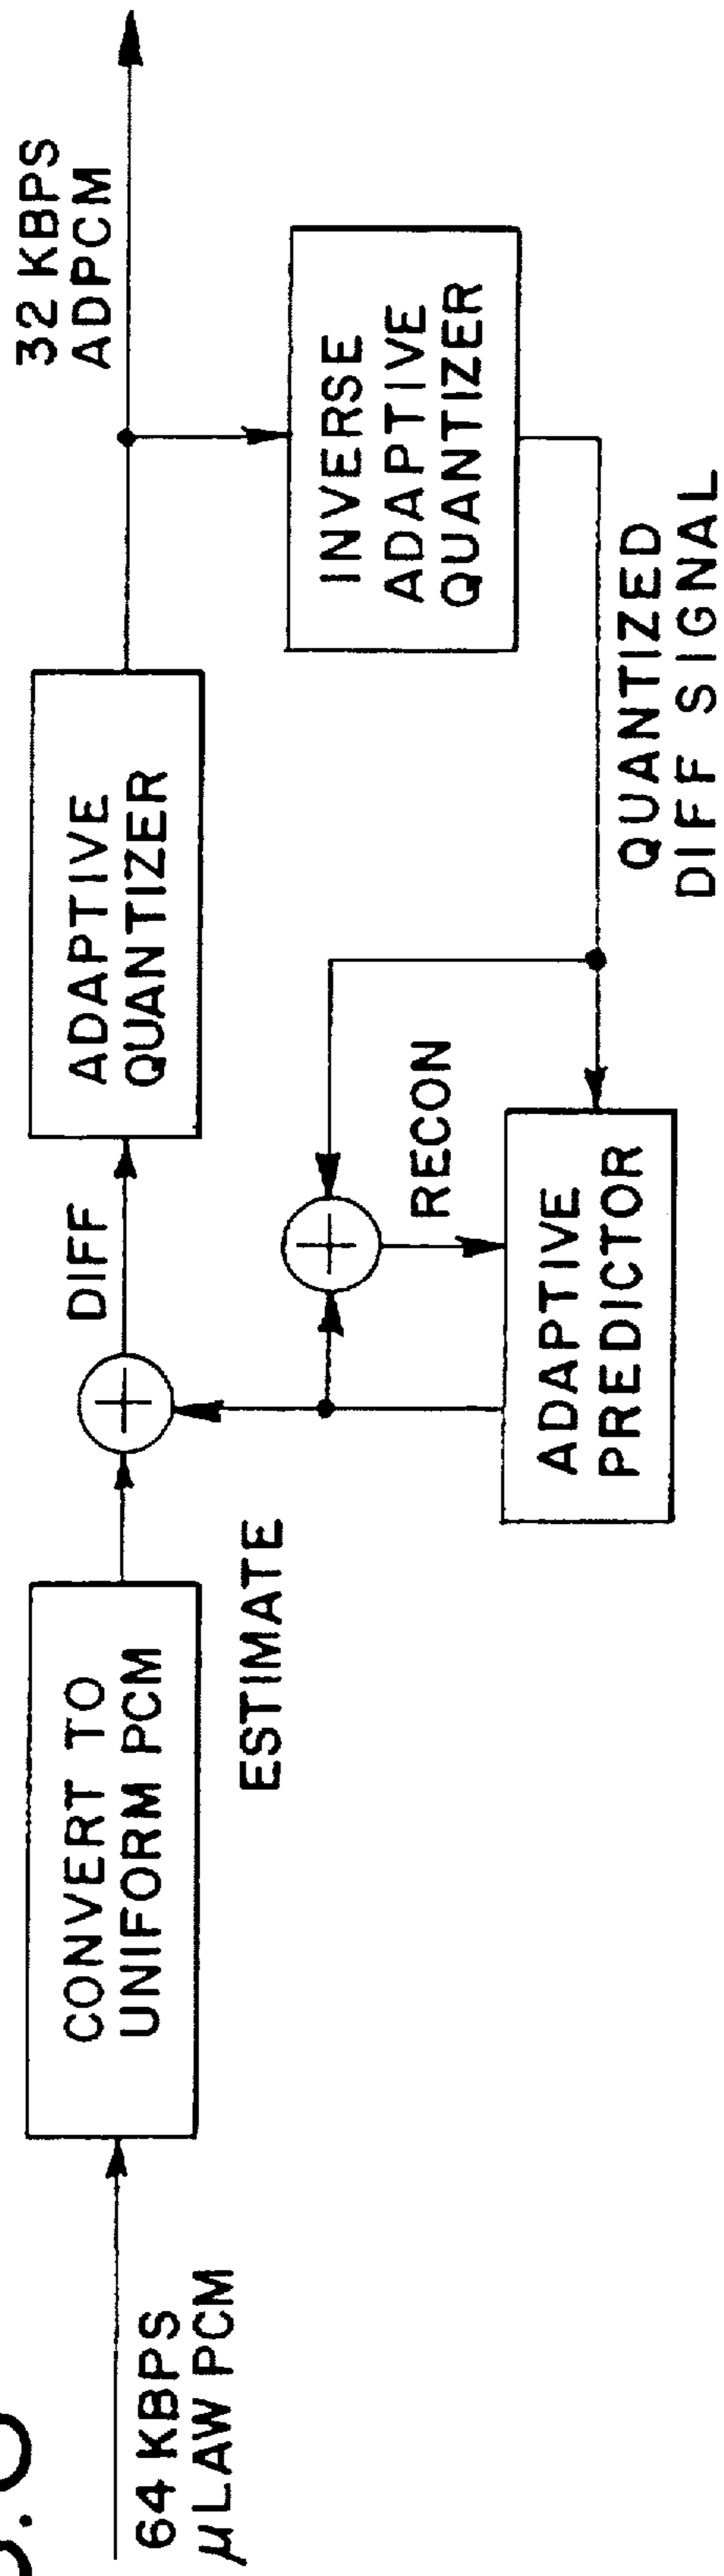 64 KBPS
μLAW PCM
CONVERT TO
UNIFORM PCM
ESTIMATE
DIFF
ADAPTIVE
QUANTIZER
32 KBPS
ADPCM
INVERSE
ADAPTIVE
QUANTIZER
QUANTIZED
DIFF SIGNAL
RECON
ADAPTIVE
PREDICTOR